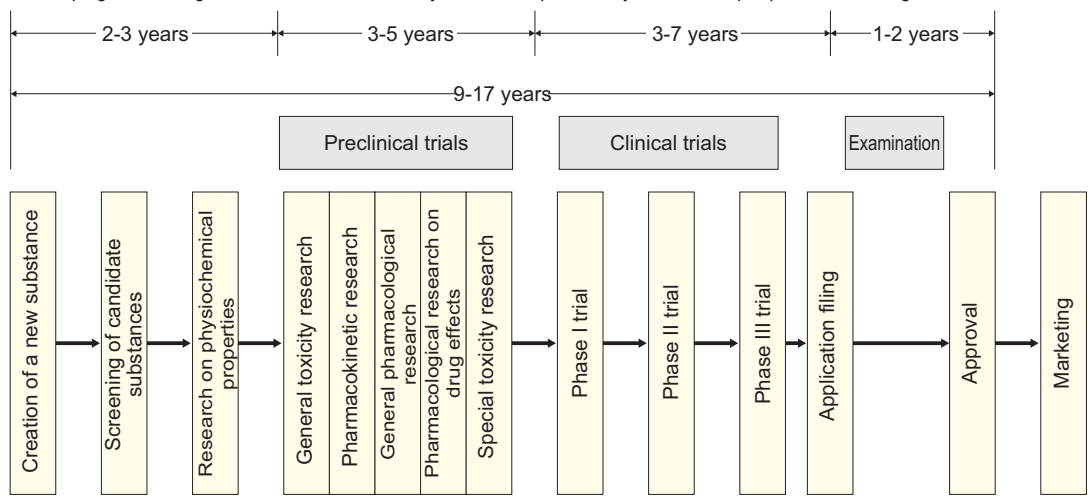 2-3 years
3-5 years
3-7 years
1-2 years
9-17 years
Preclinical trials
Clinical trials
Examination
Creation of a new substance
Screening of candidate
substances
Research on physiochemical
properties
General toxicity research
Pharmacokinetic research
General pharmacological
research
Pharmacological research on
drug effects
Special toxicity research
Phase I trial
Phase II trial
Phase III trial
Application filing
Approval
Marketing